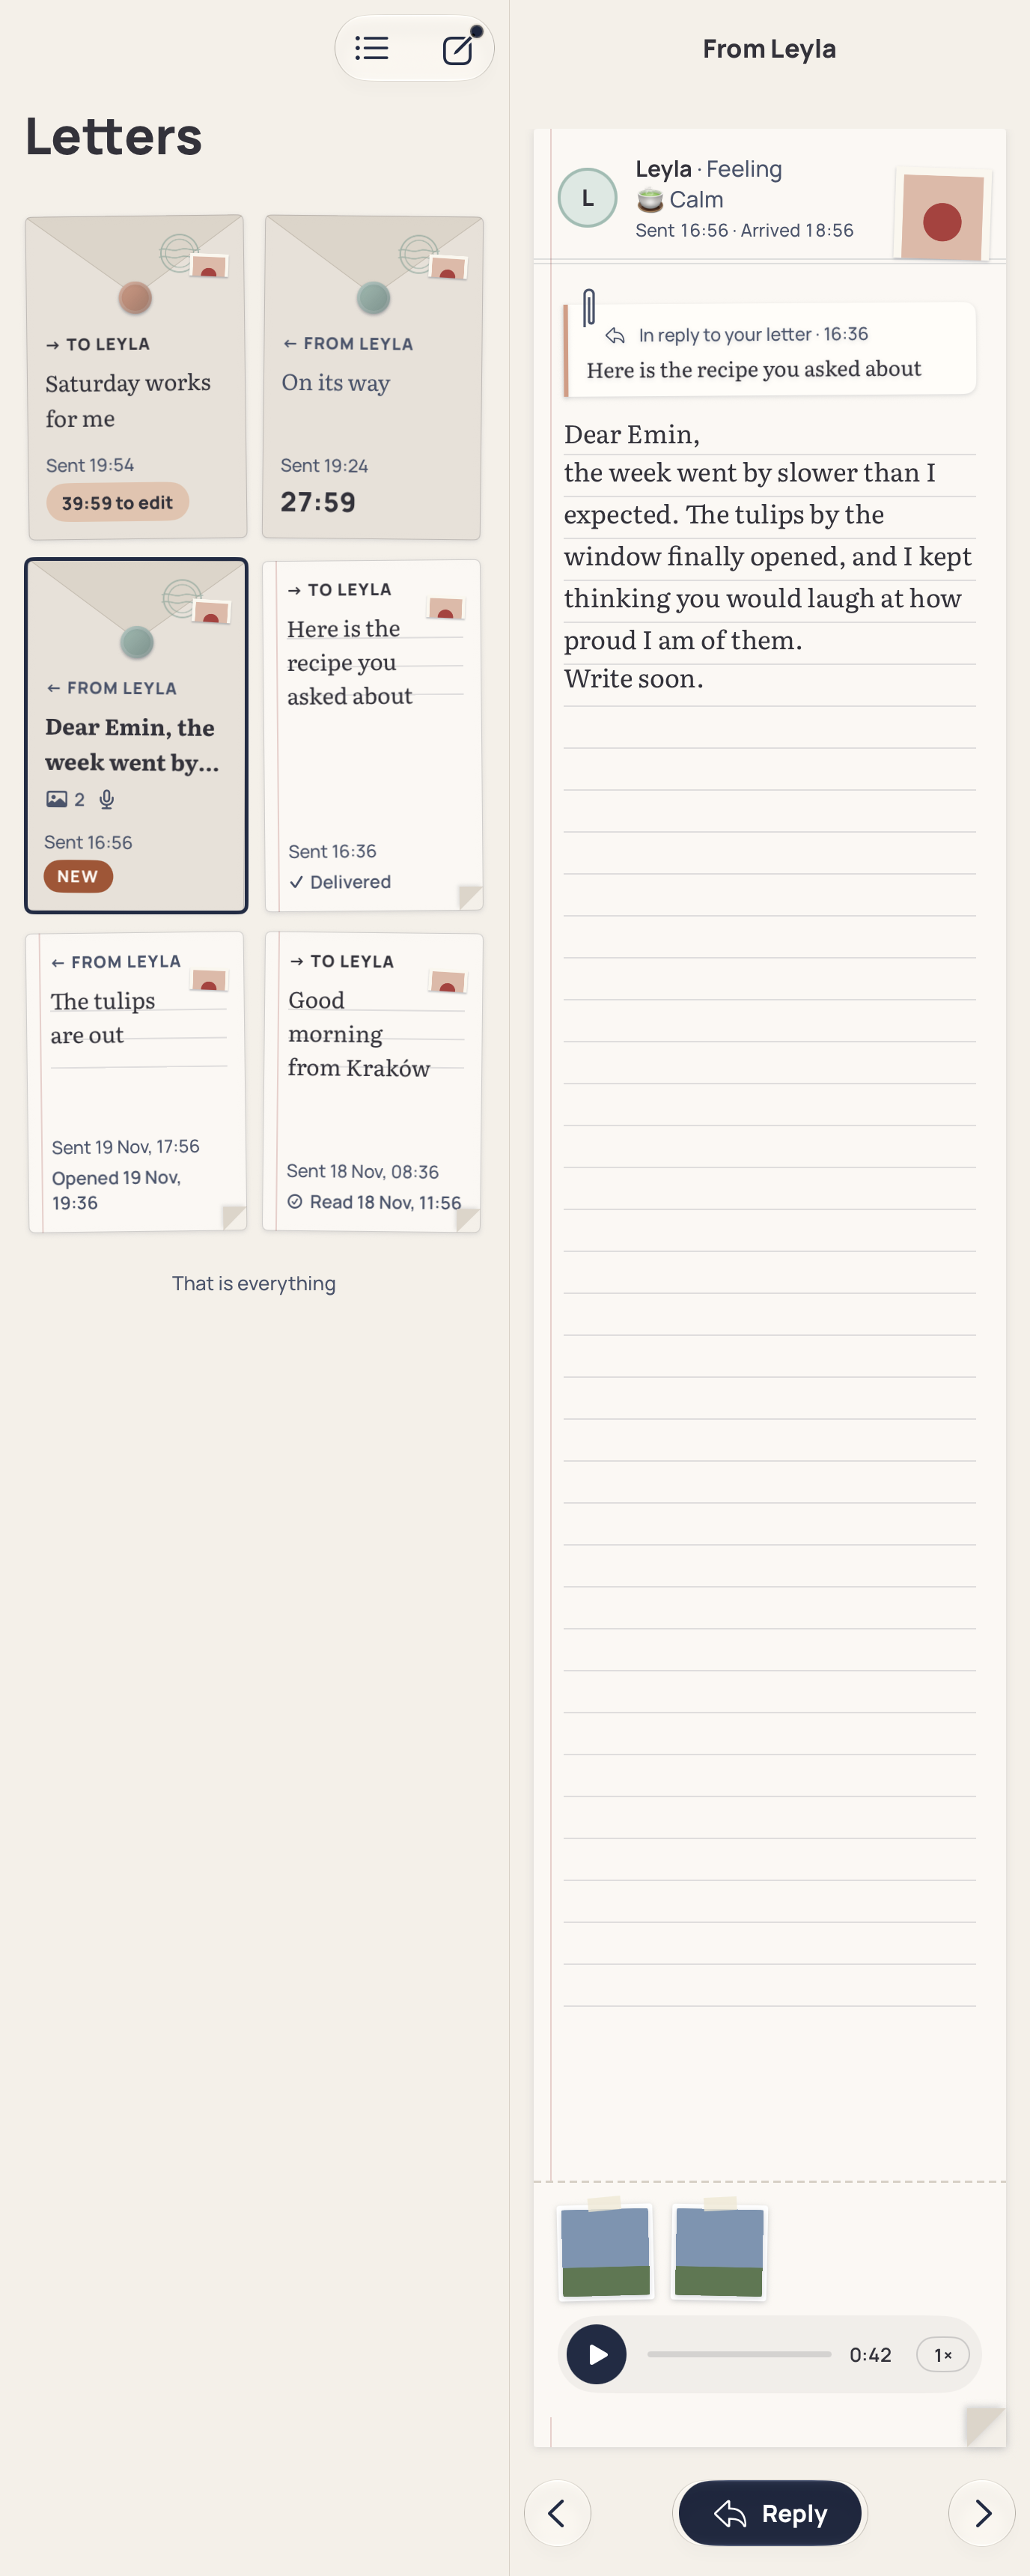 Letters
→ TO LEYLA
Saturday works
for me
Sent 19:54
39:59 to edit
← FROM LEYLA
On its way
Sent 19:24
27:59
← FROM LEYLA
Dear Emin, the
week went by...
2
Sent 16:56
NEW
→ TO LEYLA
Here is the
recipe you
asked about
Sent 16:36
Delivered
← FROM LEYLA
The tulips
are out
Sent 19 Nov, 17:56
Opened 19 Nov,
19:36
→ TO LEYLA
Good
morning
from Kraków
Sent 18 Nov, 08:36
Read 18 Nov, 11:56
That is everything
From Leyla
L
Leyla · Feeling
🍵 Calm
Sent 16:56 · Arrived 18:56
In reply to your letter · 16:36
Here is the recipe you asked about
Dear Emin,
the week went by slower than I
expected. The tulips by the
window finally opened, and I kept
thinking you would laugh at how
proud I am of them.
Write soon.
0:42
1×
Reply